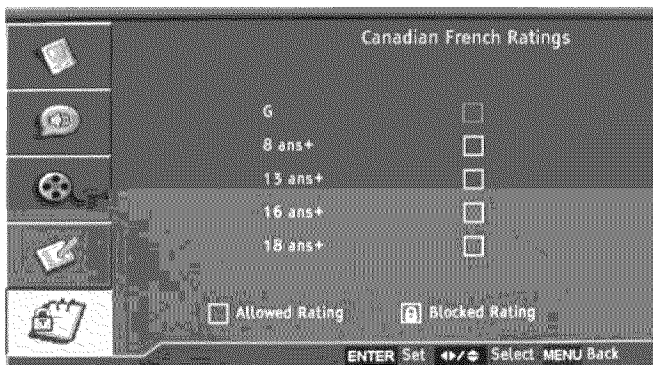 Canadian French Ratings
G
8 ans+
13 ans+
16 ans+
18 ans+
Allowed Rating Blocked Rating
ENTER Set Select MENU Back